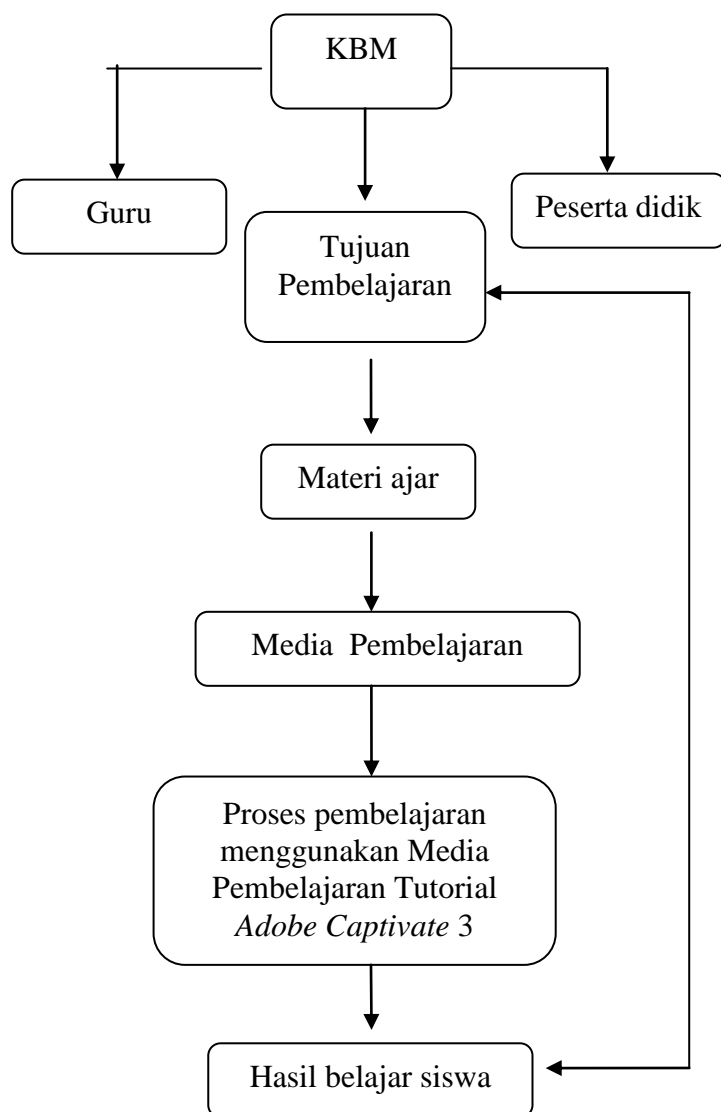 KBM
Guru
Peserta didik
Tujuan
Pembelajaran
Materi ajar
Media Pembelajaran
Proses pembelajaran
menggunakan Media
Pembelajaran Tutorial
Adobe Captivate 3
Hasil belajar siswa